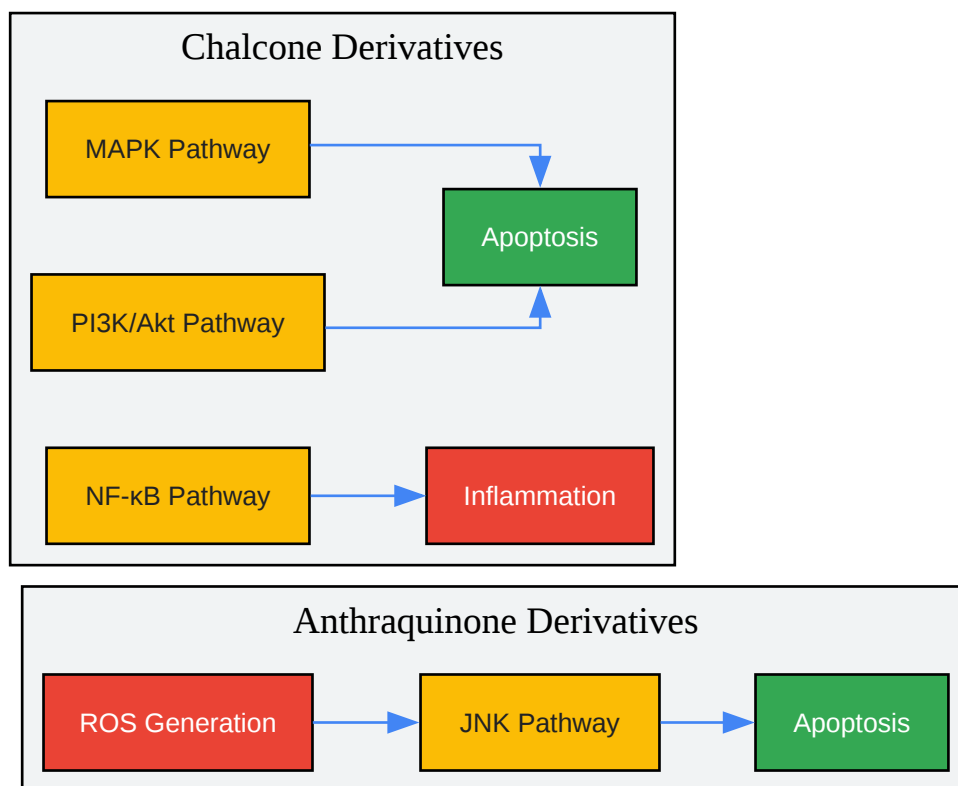 Chalcone Derivatives
MAPK Pathway
Apoptosis
PI3K/Akt Pathway
NF-κB Pathway
Inflammation
Anthraquinone Derivatives
ROS Generation
JNK Pathway
Apoptosis